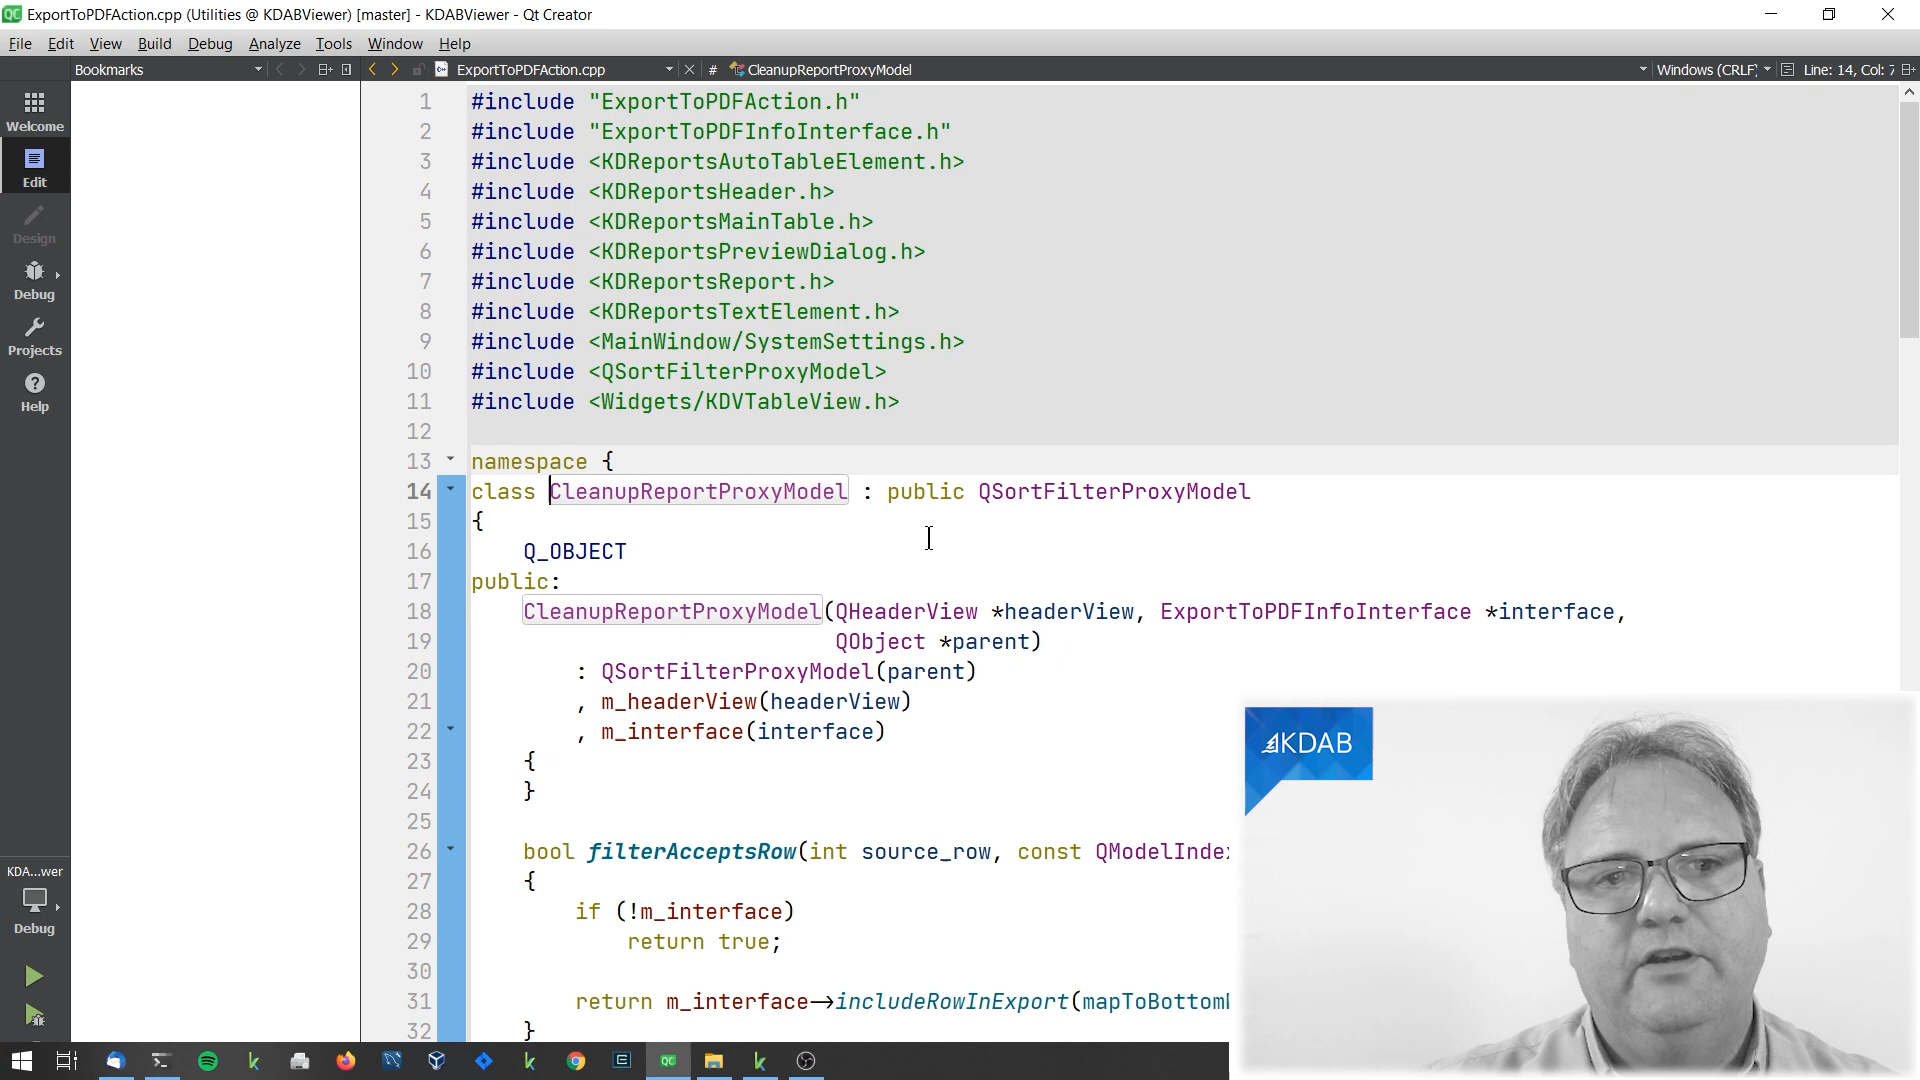 ExportToPDFAction.cpp (Utilities @ KDABViewer) [master] - KDABViewer - Qt Creator
File Edit View Build Debug Analyze Tools Window Help
Bookmarks
ExportToPDFAction.cpp
# CleanupReportProxyModel
Windows (CRLF)
Line: 14, Col: 7
Welcome
Edit
Design
Debug
Projects
Help
KDA...wer
Debug
1 #include "ExportToPDFAction.h"
2 #include "ExportToPDFInfoInterface.h"
3 #include <KDReportsAutoTableElement.h>
4 #include <KDReportsHeader.h>
5 #include <KDReportsMainTable.h>
6 #include <KDReportsPreviewDialog.h>
7 #include <KDReportsReport.h>
8 #include <KDReportsTextElement.h>
9 #include <MainWindow/SystemSettings.h>
10 #include <QSortFilterProxyModel>
11 #include <Widgets/KDVTableView.h>
12
13 namespace {
14 class CleanupReportProxyModel : public QSortFilterProxyModel
15 {
16 Q_OBJECT
17 public:
18 CleanupReportProxyModel(QHeaderView *headerView, ExportToPDFInfoInterface *interface,
19 QObject *parent)
20 : QSortFilterProxyModel(parent)
21 , m_headerView(headerView)
22 , m_interface(interface)
23 {
24 }
25
26 bool filterAcceptsRow(int source_row, const
27 {
28 if (!m_interface)
29 return true;
30
31 return m_interface→includeRowInExport(
32 }
KDAB